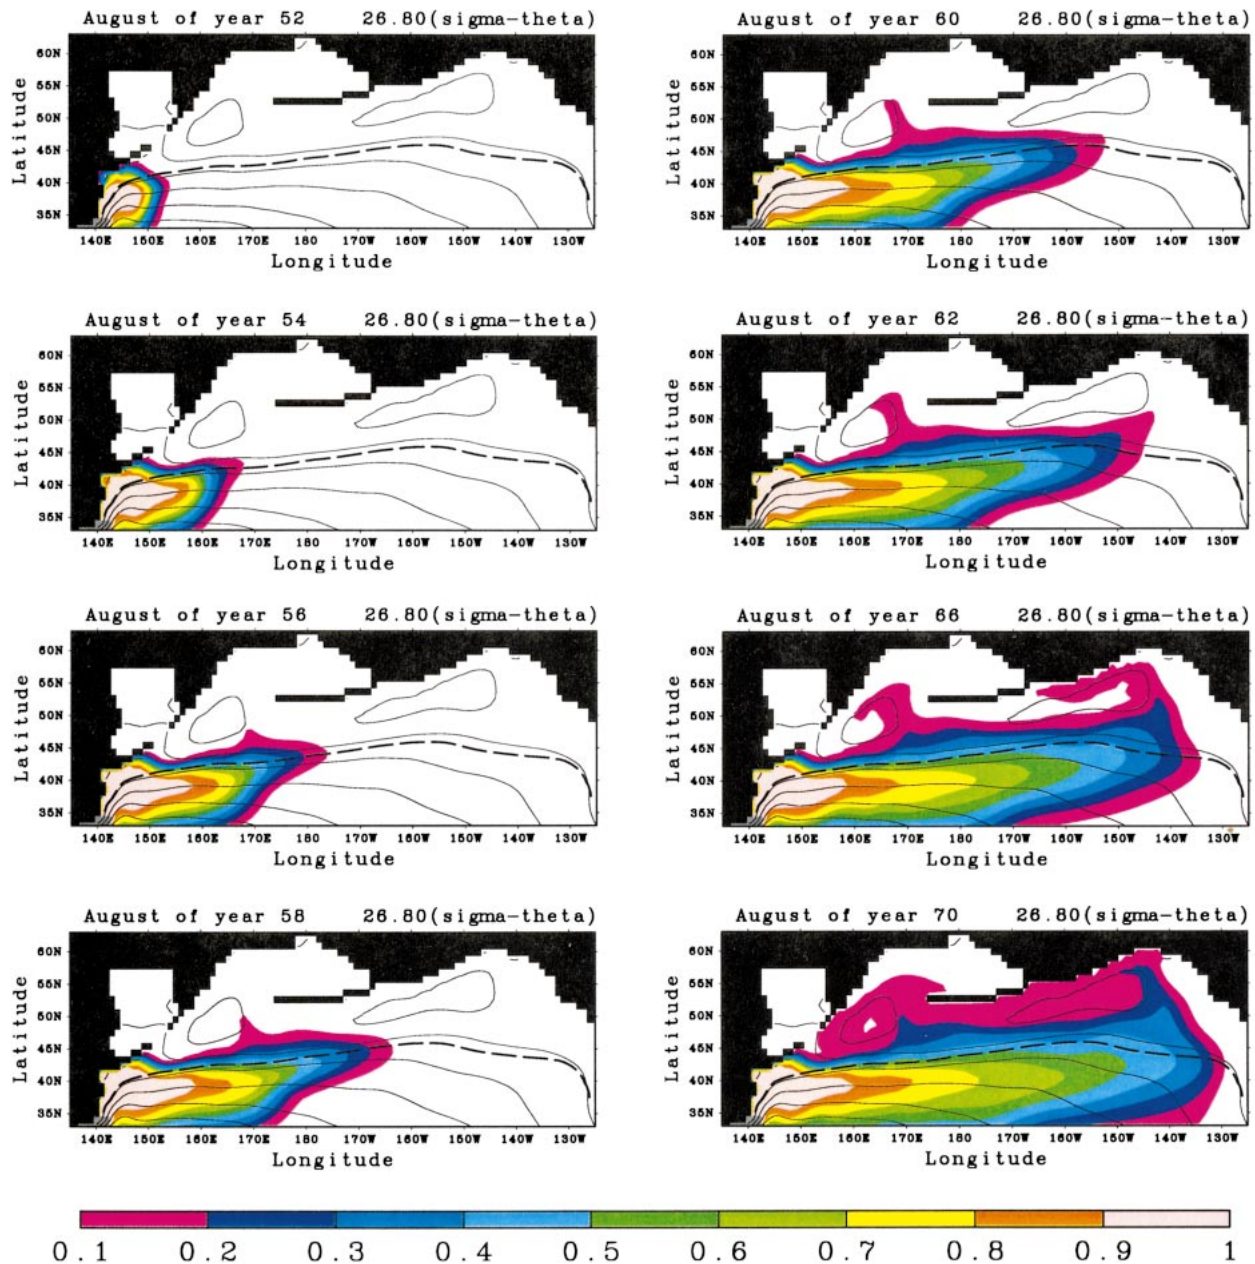 August of year 52 26.80(sigma-theta)
60N
55N
50N
45N
40N
35N
Latitude
140E 150E 160E 170E 180 170W 160W 150W 140W 130W
Longitude
August of year 54 26.80(sigma-theta)
60N
55N
50N
45N
40N
35N
Latitude
140E 150E 160E 170E 180 170W 160W 150W 140W 130W
Longitude
August of year 56 26.80(sigma-theta)
60N
55N
50N
45N
40N
35N
Latitude
140E 150E 160E 170E 180 170W 160W 150W 140W 130W
Longitude
August of year 58 26.80(sigma-theta)
60N
55N
50N
45N
40N
35N
Latitude
140E 150E 160E 170E 180 170W 160W 150W 140W 130W
Longitude
August of year 60 26.80(sigma-theta)
60N
55N
50N
45N
40N
35N
Latitude
140E 150E 160E 170E 180 170W 160W 150W 140W 130W
Longitude
August of year 62 26.80(sigma-theta)
60N
55N
50N
45N
40N
35N
Latitude
140E 150E 160E 170E 180 170W 160W 150W 140W 130W
Longitude
August of year 66 26.80(sigma-theta)
60N
55N
50N
45N
40N
35N
Latitude
140E 150E 160E 170E 180 170W 160W 150W 140W 130W
Longitude
August of year 70 26.80(sigma-theta)
60N
55N
50N
45N
40N
35N
Latitude
140E 150E 160E 170E 180 170W 160W 150W 140W 130W
Longitude
0.1 0.2 0.3 0.4 0.5 0.6 0.7 0.8 0.9 1